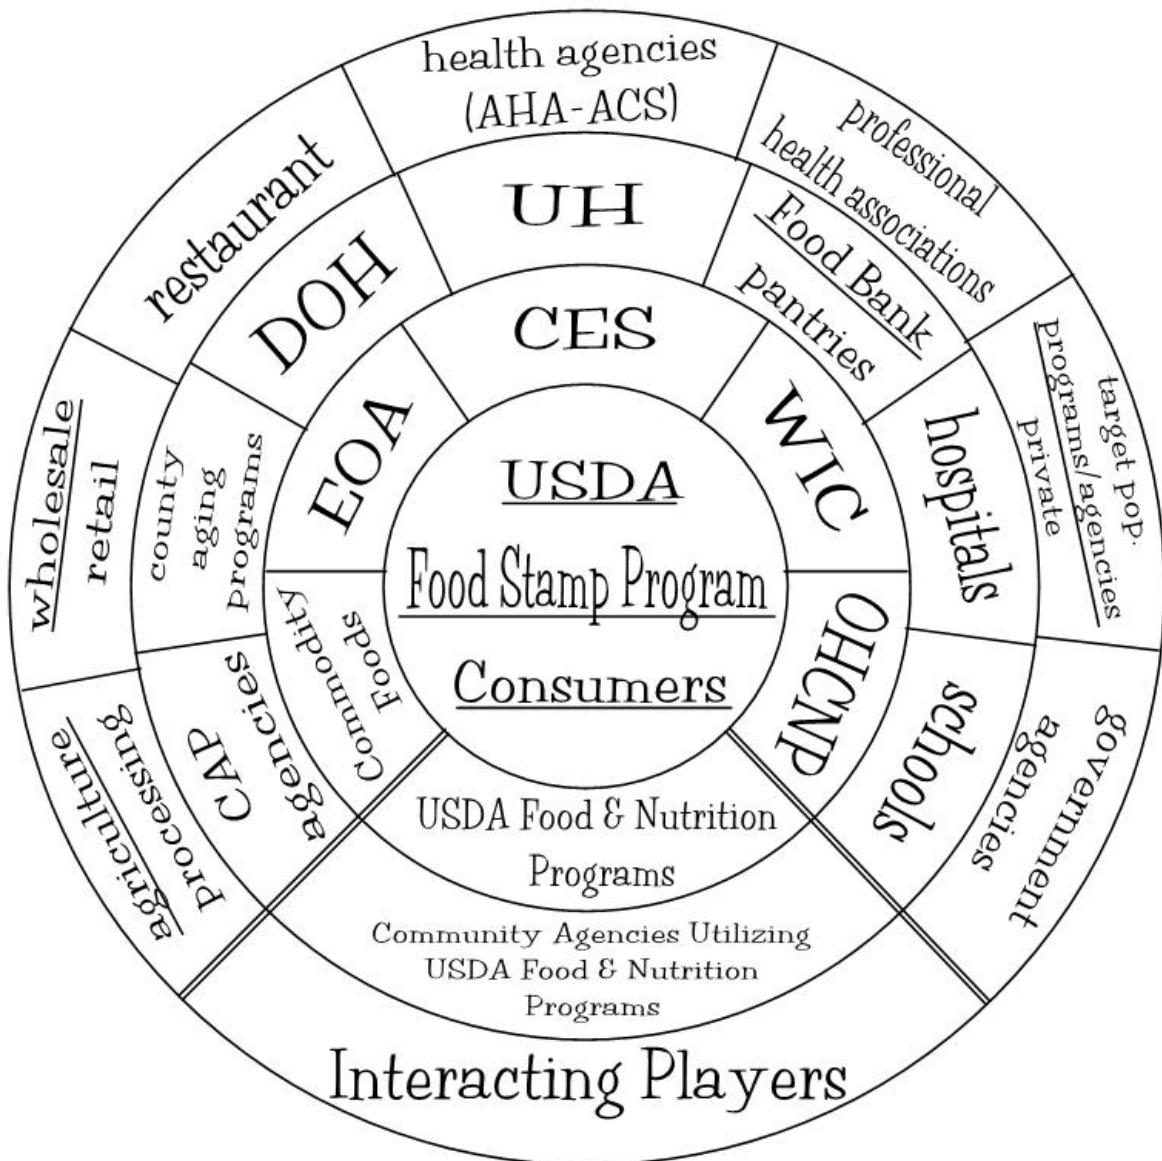 health agencies
(AHA-ACS)
professional
health associations
target pop.
programs/agencies
private
government
agencies
restaurant
wholesale
retail
agriculture
processing
UH
Food Bank
pantries
hospitals
schools
DOH
county
aging
programs
CAP
agencies
CES
WIC
OHCNP
EOA
Commodity
Foods
USDA
Food Stamp Program
Consumers
USDA Food & Nutrition
Programs
Community Agencies Utilizing
USDA Food & Nutrition
Programs
Interacting Players